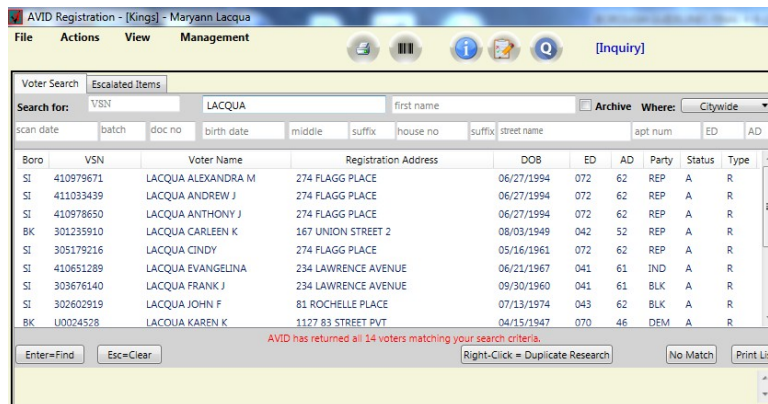 AVID Registration - [Kings] - Maryann Lacqua
File Actions View Management [Inquiry]
Voter Search Escalated Items
Search for: VSN LACQUA first name Archive Where: Citywide
scan date batch doc no birth date middle suffix house no suffix street name apt num ED AD
Boro VSN Voter Name Registration Address DOB ED AD Party Status Type
SI 410979671 LACQUA ALEXANDRA M 274 FLAGG PLACE 06/27/1994 072 62 REP A R
SI 411033439 LACQUA ANDREW J 274 FLAGG PLACE 06/27/1994 072 62 REP A R
SI 410978650 LACQUA ANTHONY J 274 FLAGG PLACE 06/27/1994 072 62 REP A R
BK 301235910 LACQUA CARLEEN K 167 UNION STREET 2 08/03/1949 042 52 REP A R
SI 305179216 LACQUA CINDY 274 FLAGG PLACE 05/16/1961 072 62 REP A R
SI 410651289 LACQUA EVANGELINA 234 LAWRENCE AVENUE 06/21/1967 041 61 IND A R
SI 303676140 LACQUA FRANK J 234 LAWRENCE AVENUE 09/30/1960 041 61 BLK A R
SI 302602919 LACQUA JOHN F 81 ROCHELLE PLACE 07/13/1974 043 62 BLK A R
BK U0024528 LACQUA KAREN K 1127 83 STREET PVT 04/15/1947 070 46 DEM A R
AVID has returned all 14 voters matching your search criteria.
Enter=Find Esc=Clear Right-Click = Duplicate Research No Match Print Lis